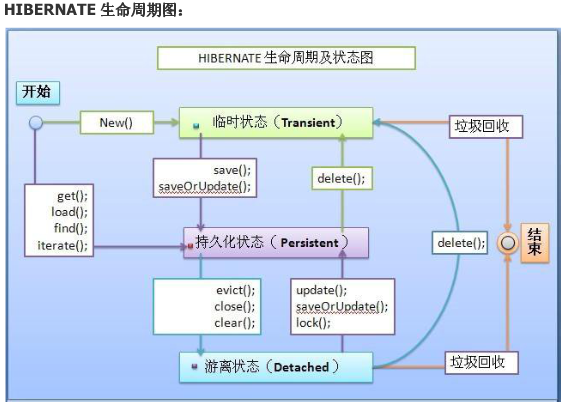 HIBERNATE 生命周期图：
HIBERNATE 生命周期及状态图
开始
New()
临时状态（Transient）
垃圾回收
save();
saveOrUpdate();
delete();
get();
load();
find();
iterate();
持久化状态（Persistent）
delete();
结束
evict();
close();
clear();
update();
saveOrUpdate();
lock();
游离状态（Detached）
垃圾回收